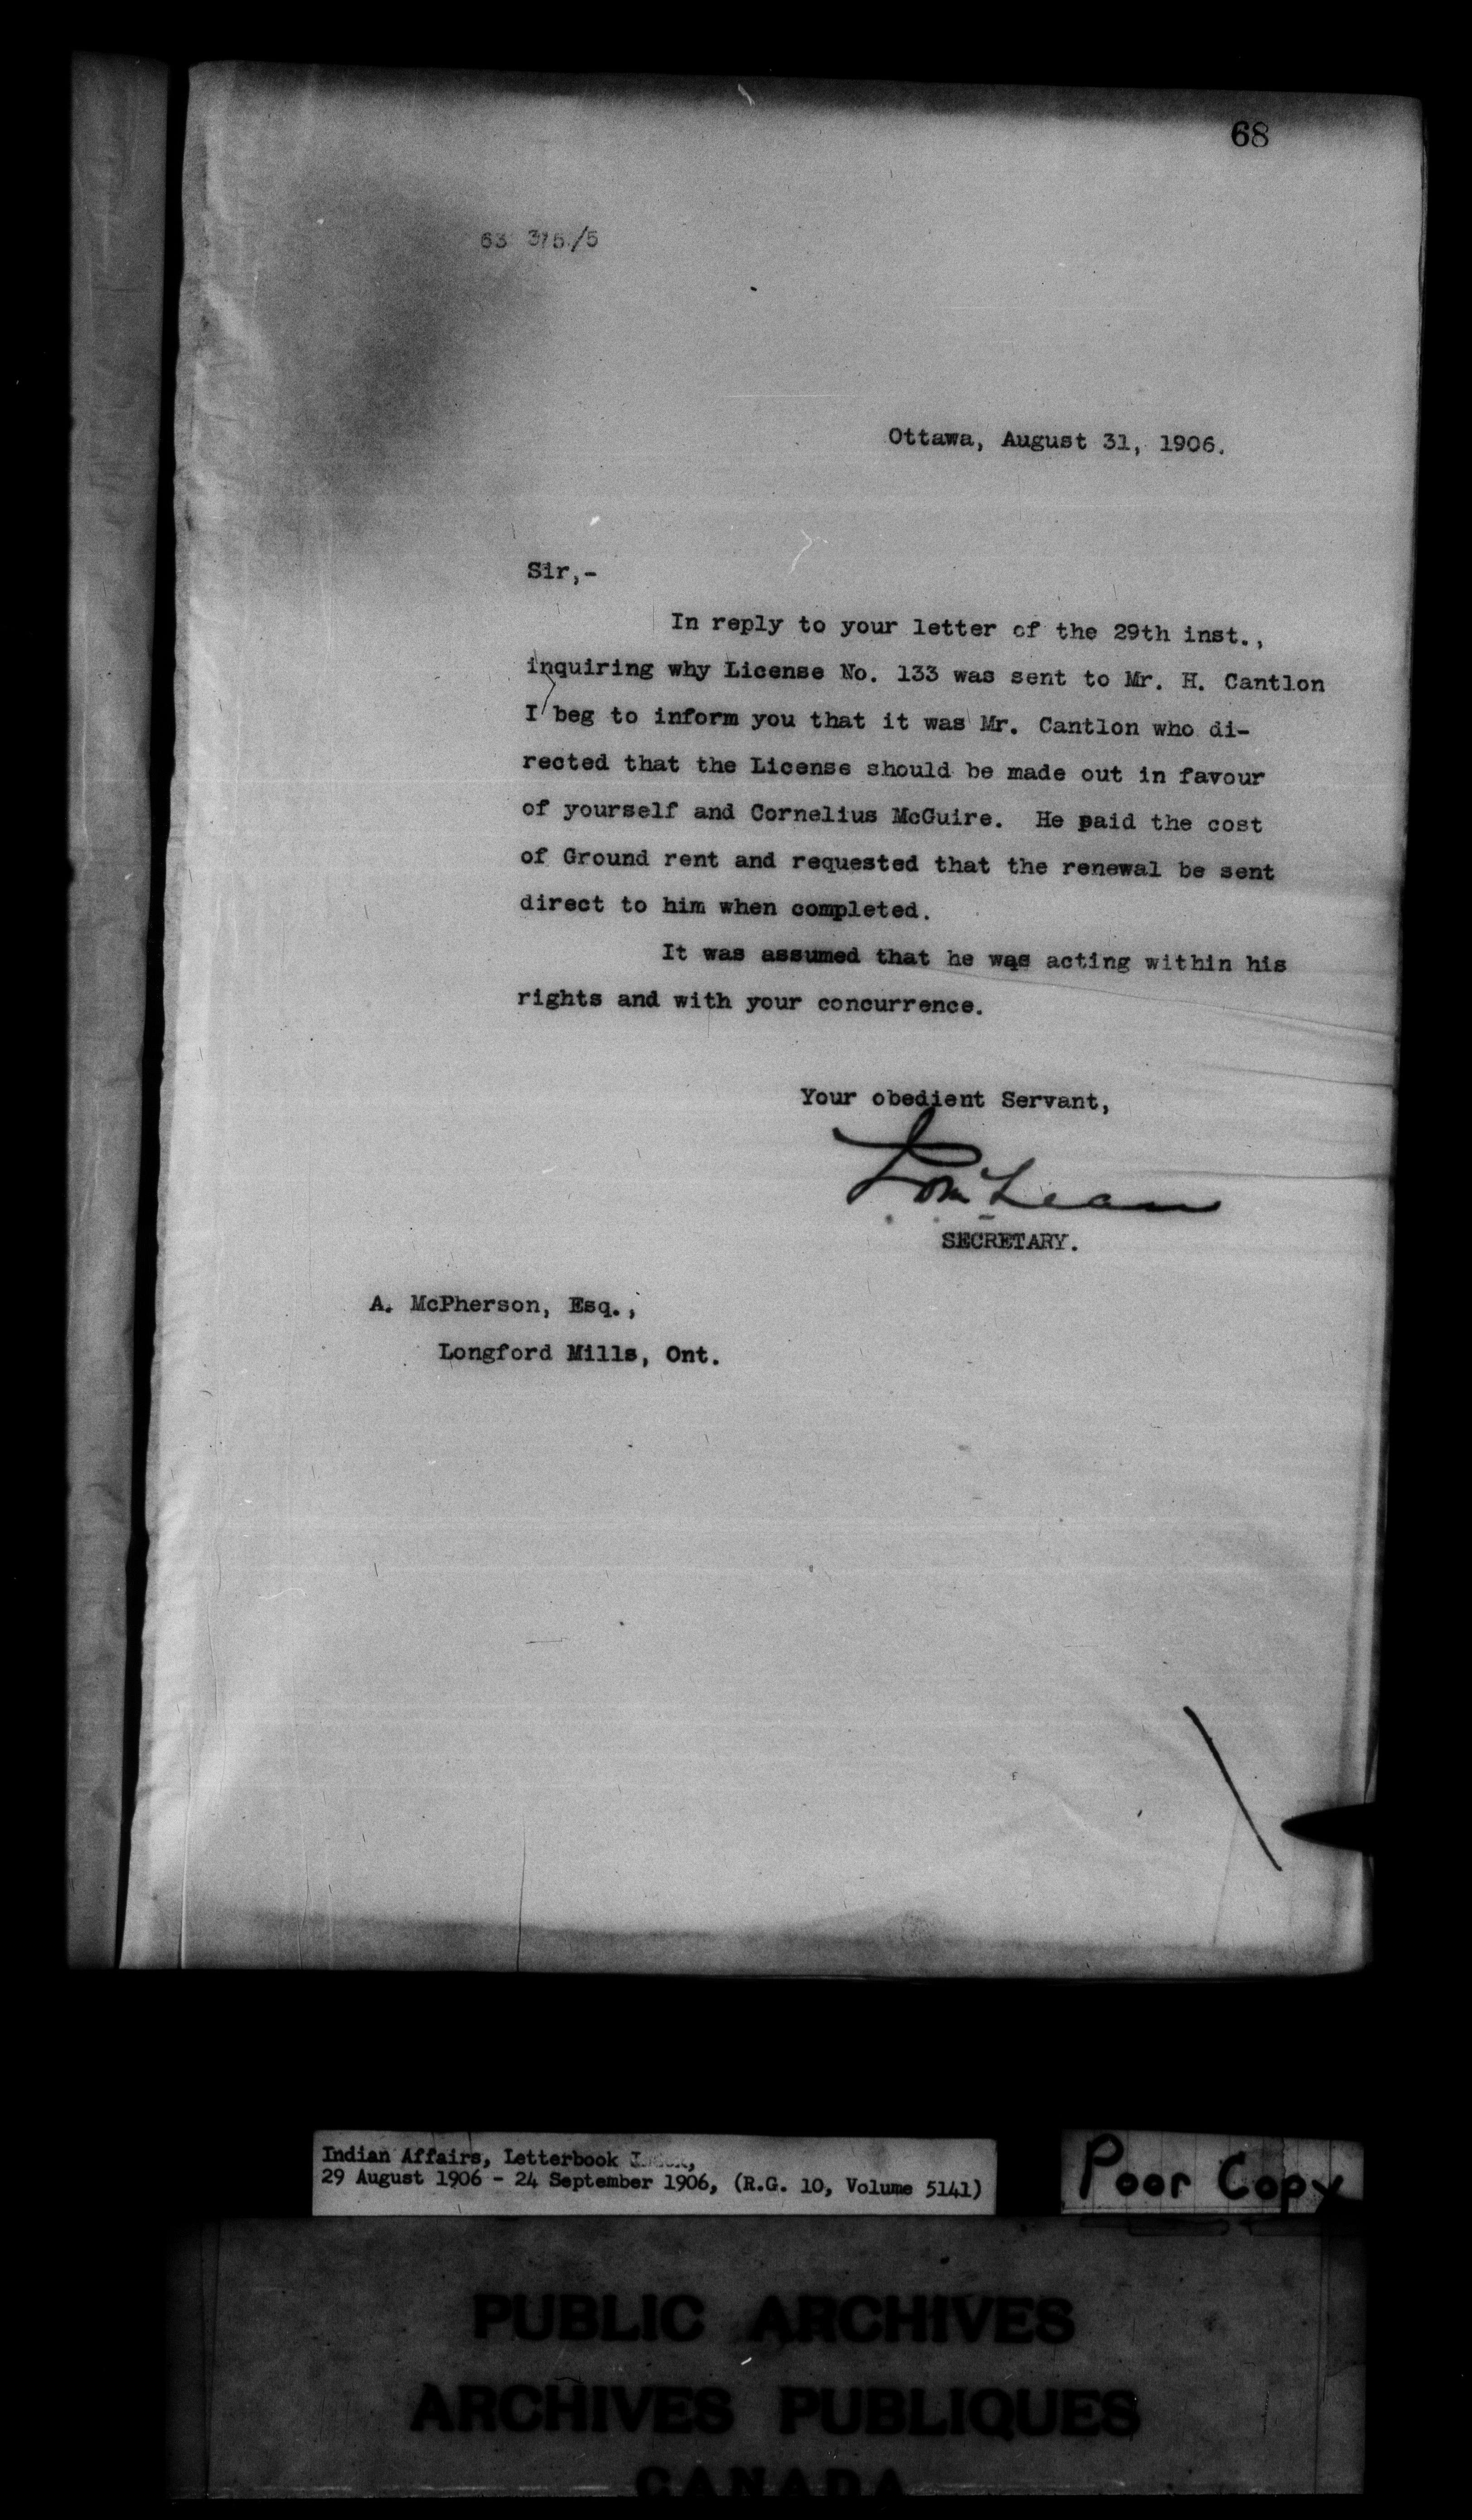 68
63 315/5
Ottawa, August 31, 1906.
Sir,-
In reply to your letter of the 29th inst.,
inquiring why License No. 133 was sent to Mr. H. Cantlon
I beg to inform you that it was Mr. Cantlon who di-
rected that the License should be made out in favour
of yourself and Cornelius McGuire. He paid the cost
of Ground rent and requested that the renewal be sent
direct to him when completed.
It was assumed that he was acting within his
rights and with your concurrence.
Your obedient Servant,
SECRETARY.
A. McPherson, Esq.,
Longford Mills, Ont.
Indian Affairs, Letterbook
29 August 1906 - 24 September 1906, (R.G. 10, Volume 5141)
Poor Copy
PUBLIC ARCHIVES
ARCHIVES PUBLIQUES
CANADA